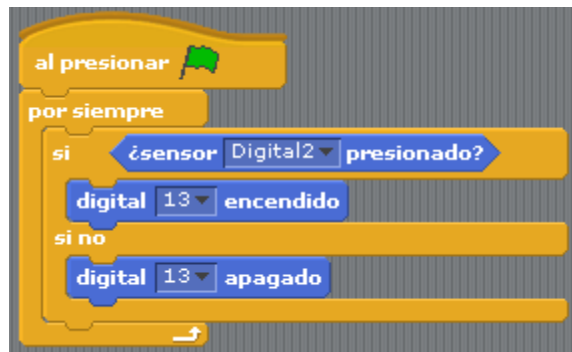 al presionar
por siempre
si ¿sensor Digital2 presionado?
digital 13 encendido
si no
digital 13 apagado